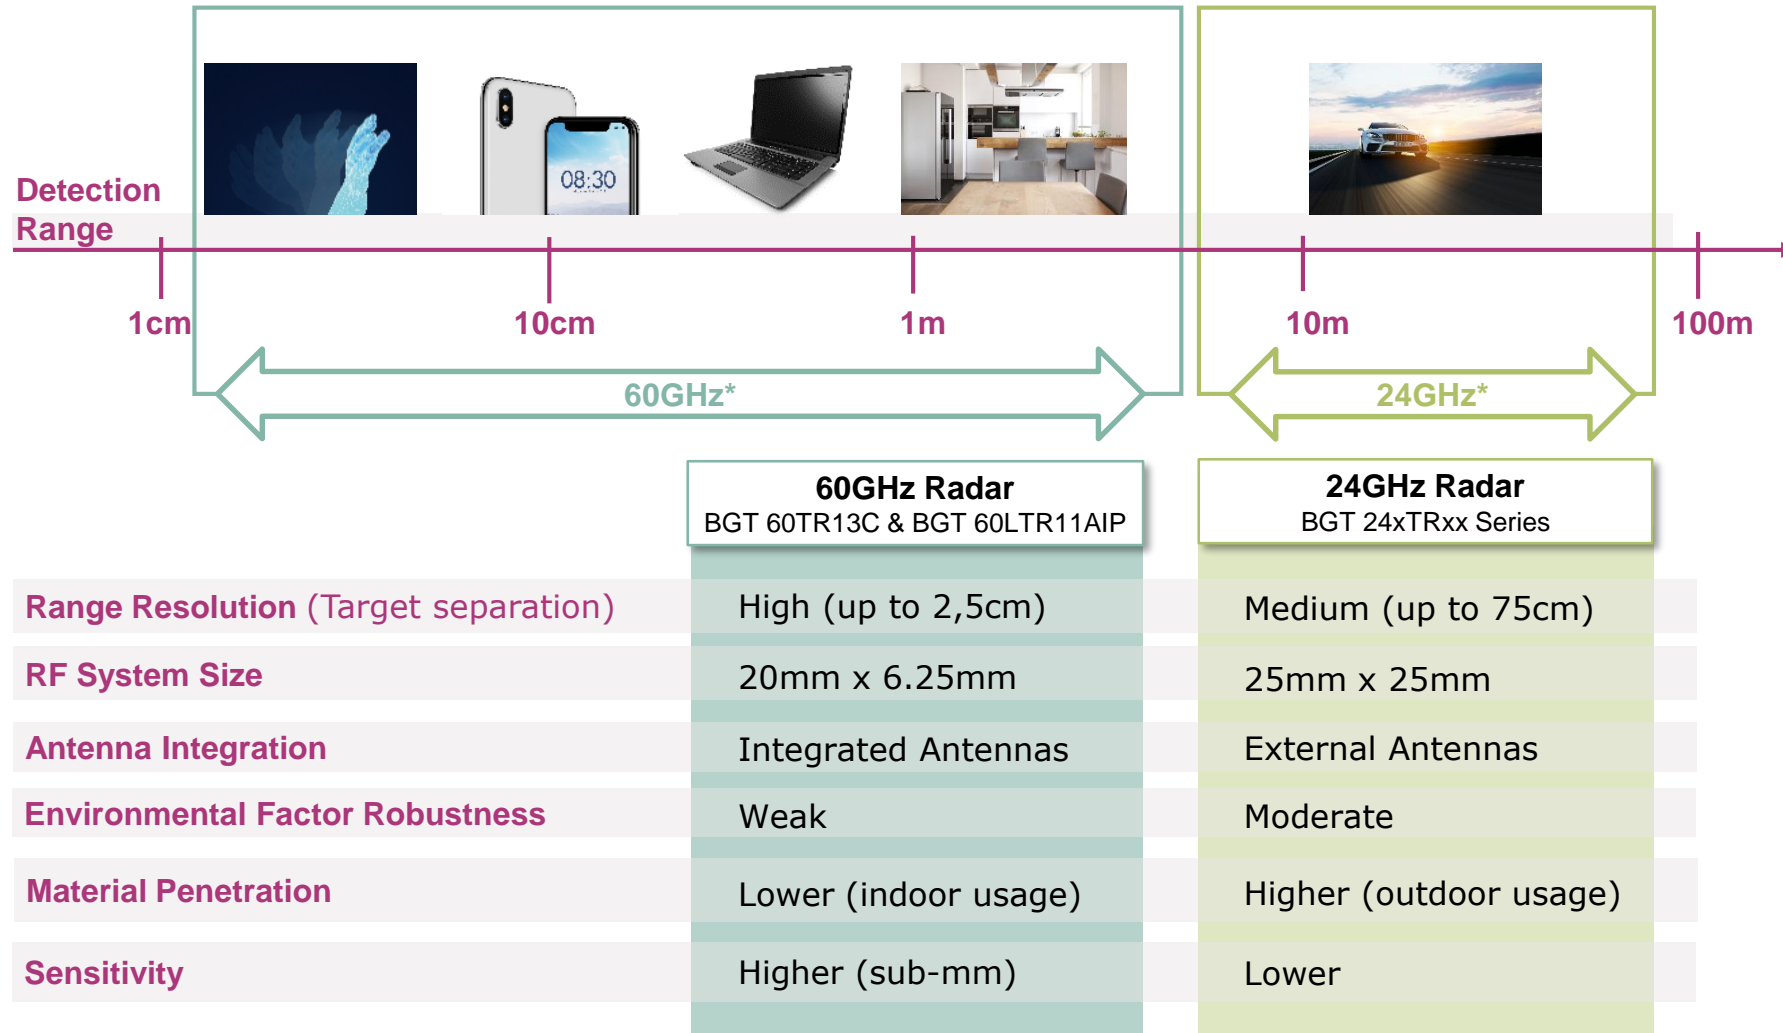 08:30
Detection
Range
1cm
10cm
1m
10m
100m
60GHz*
24GHz*
60GHz Radar
BGT 60TR13C & BGT 60LTR11AIP
24GHz Radar
BGT 24xTRxx Series
Range Resolution (Target separation)
High (up to 2,5cm)
Medium (up to 75cm)
RF System Size
20mm x 6.25mm
25mm x 25mm
Antenna Integration
Integrated Antennas
External Antennas
Environmental Factor Robustness
Weak
Moderate
Material Penetration
Lower (indoor usage)
Higher (outdoor usage)
Sensitivity
Higher (sub-mm)
Lower